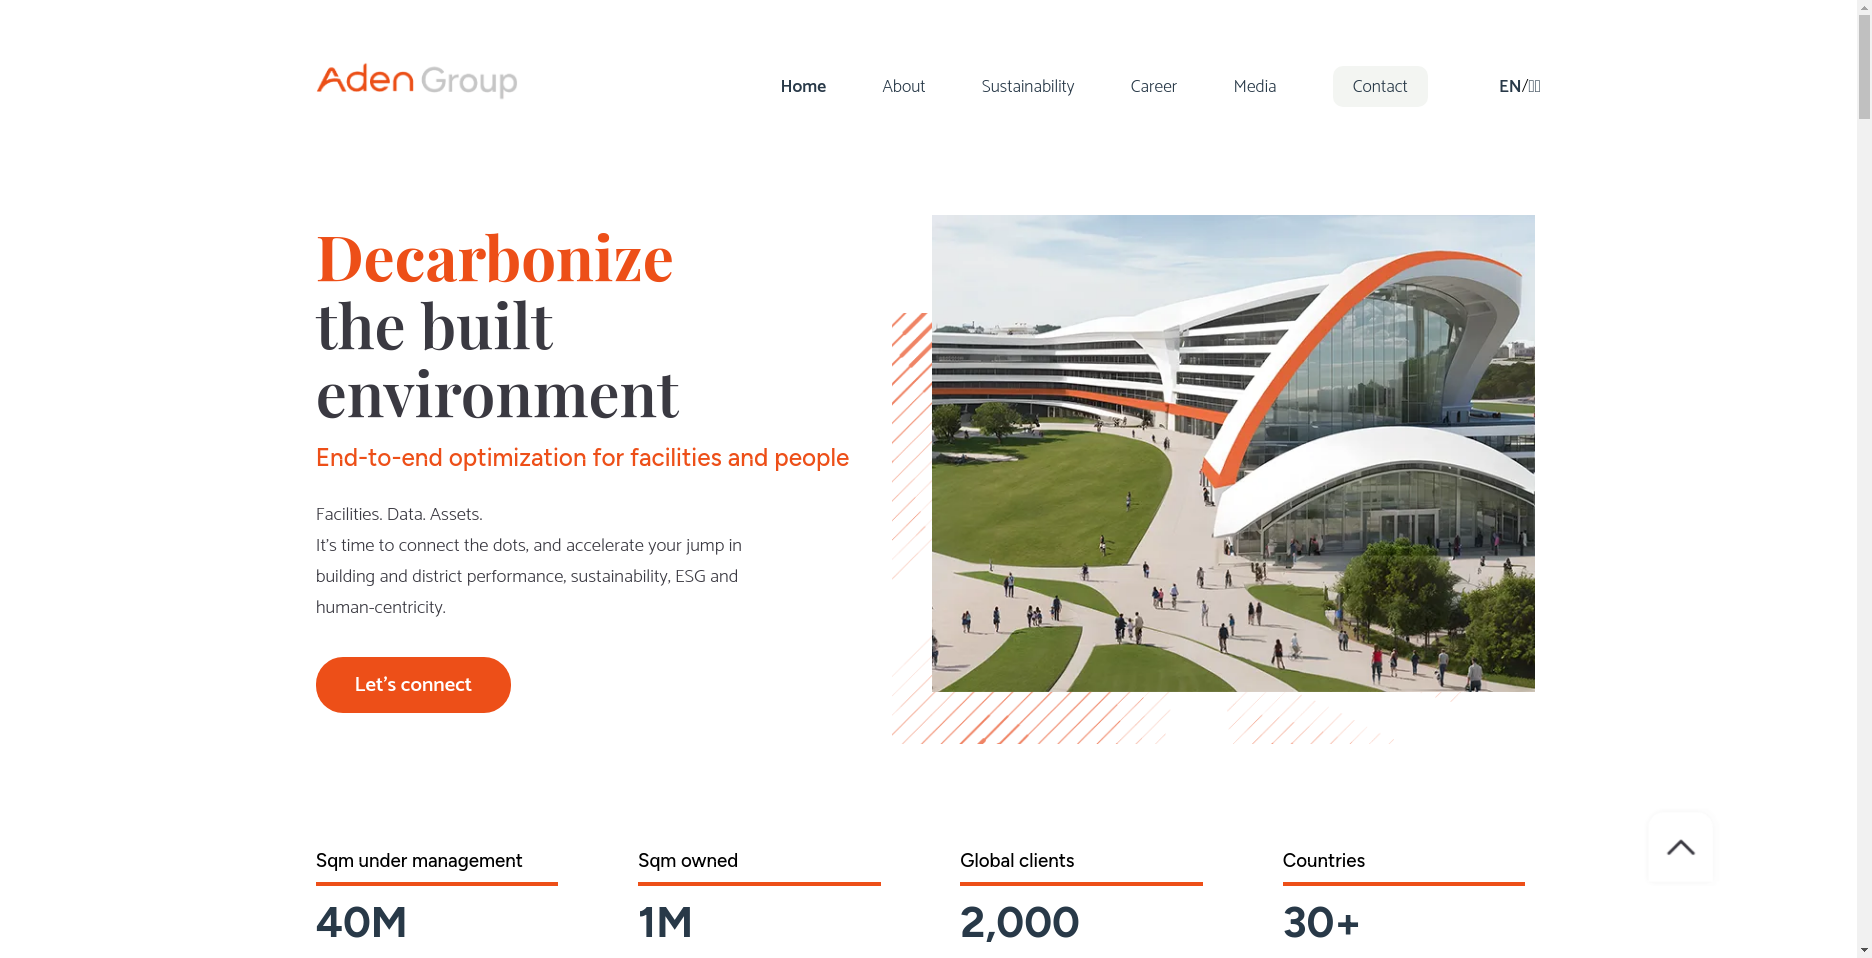 Aden Group
Home
About
Sustainability
Career
Media
Contact
EN/
Decarbonize
the built
environment
End-to-end optimization for facilities and people
Facilities. Data. Assets.
It's time to connect the dots, and accelerate your jump in
building and district performance, sustainability, ESG and
human-centricity.
Let's connect
Sqm under management
40M
Sqm owned
1M
Global clients
2,000
Countries
30+